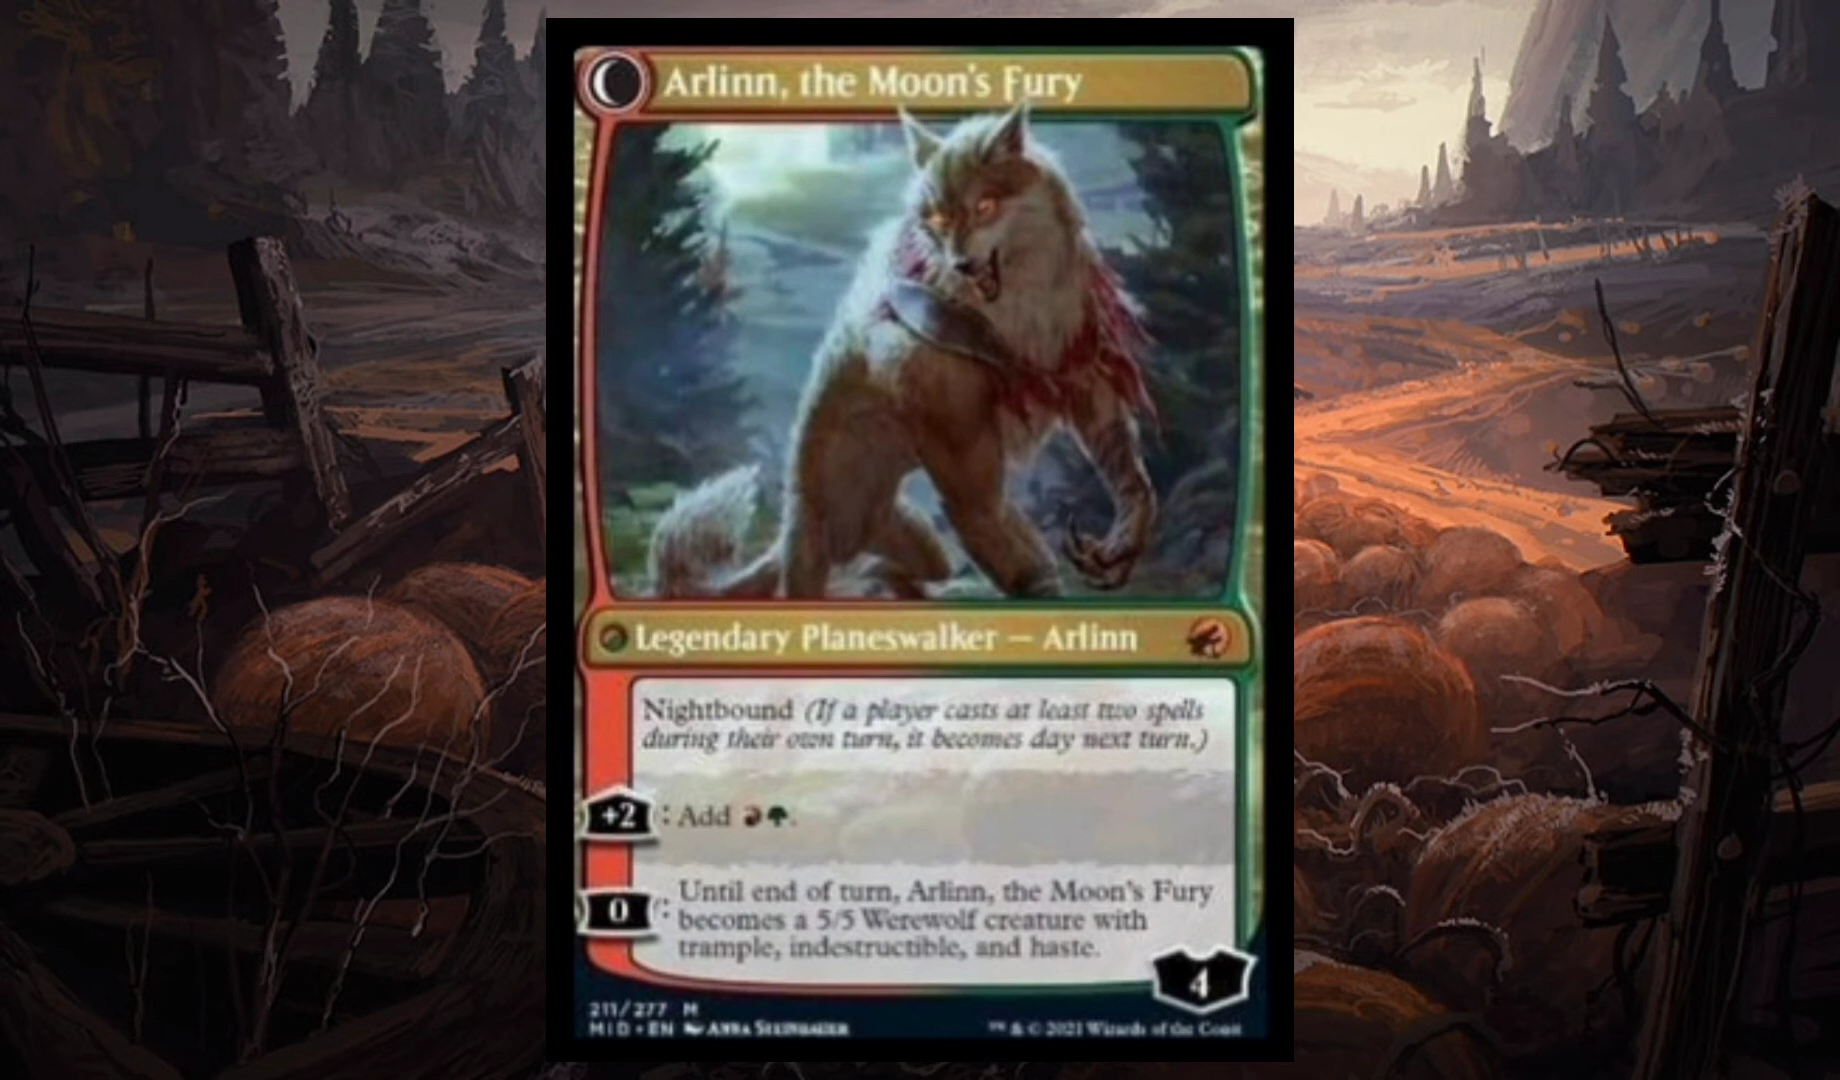 Arlinn, the Moon's Fury
Legendary Planeswalker — Arlinn
Nightbound (If a player casts at least two spells
during their own turn, it becomes day next turn.)
+2: Add
0: Until end of turn, Arlinn, the Moon's Fury
becomes a 5/5 Werewolf creature with
trample, indestructible, and haste.
4
211/277 M
MID • EN Anna Steinbauer
™ & © 2021 Wizards of the Coast